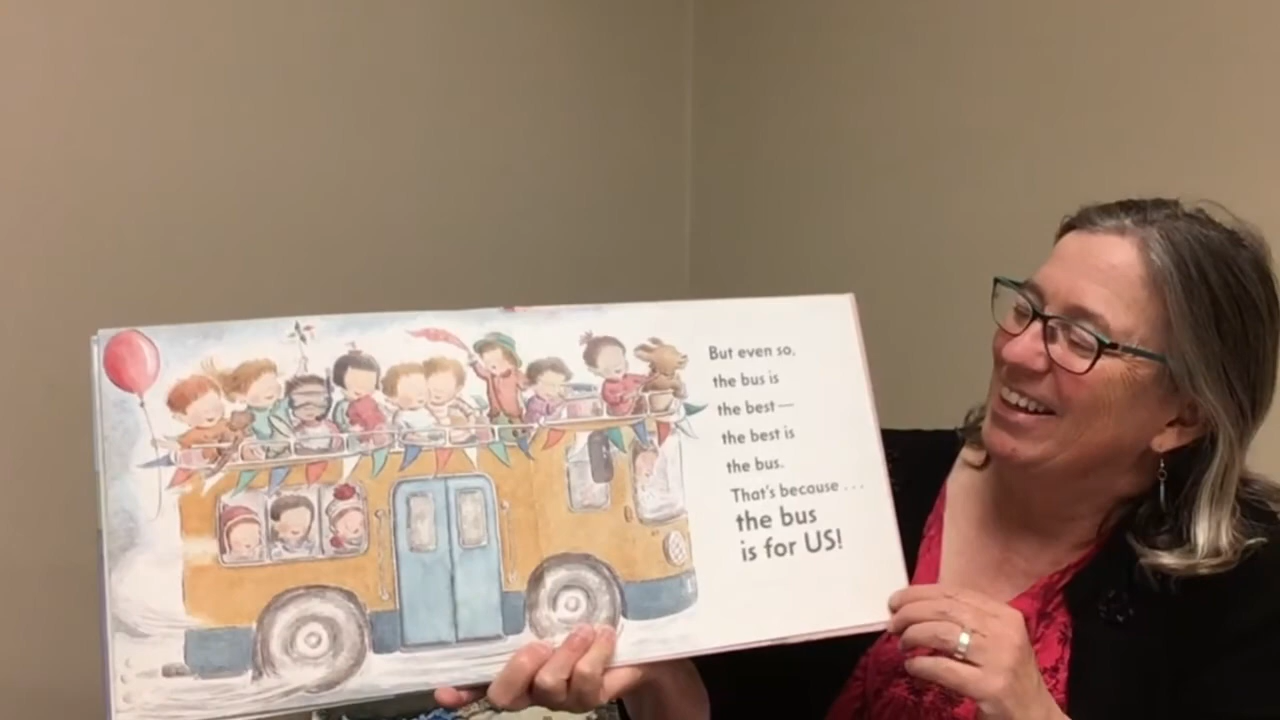 But even so,
the bus is
the best—
the best is
the bus.
That's because . . .
the bus
is for US!